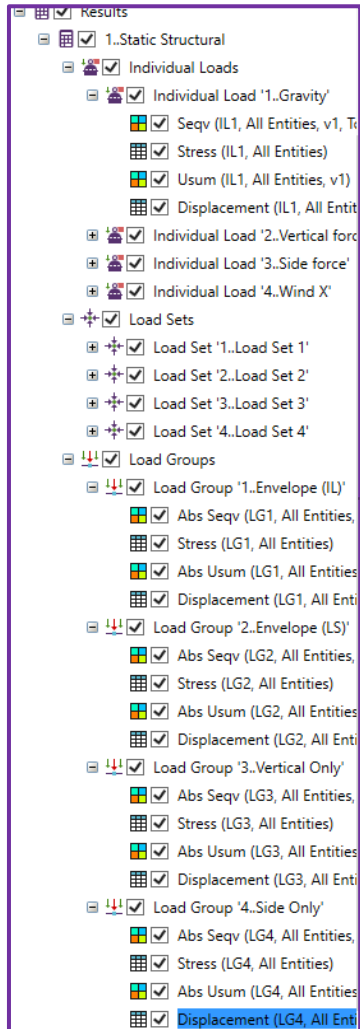 Results
1..Static Structural
Individual Loads
Individual Load '1..Gravity'
Seqv (IL1, All Entities, v1,
Stress (IL1, All Entities)
Usum (IL1, All Entities, v1)
Displacement (IL1, All
Individual Load '2..Vertical
Individual Load '3..Side force'
Individual Load '4..Wind X'
Load Sets
Load Set '1..Load Set 1'
Load Set '2..Load Set 2'
Load Set '3..Load Set 3'
Load Set '4..Load Set 4'
Load Groups
Load Group '1..Envelope (IL)'
Abs Seqv (LG1, All Entities,
Stress (LG1, All Entities)
Abs Usum (LG1, All Entities
Displacement (LG1, All
Load Group '2..Envelope (LS)'
Abs Seqv (LG2, All Entities,
Stress (LG2, All Entities)
Abs Usum (LG2, All Entities
Displacement (LG2, All
Load Group '3..Vertical Only'
Abs Seqv (LG3, All Entities,
Stress (LG3, All Entities)
Abs Usum (LG3, All Entities
Displacement (LG3, All
Load Group '4..Side Only'
Abs Seqv (LG4, All Entities,
Stress (LG4, All Entities)
Abs Usum (LG4, All Entities
Displacement (LG4, All